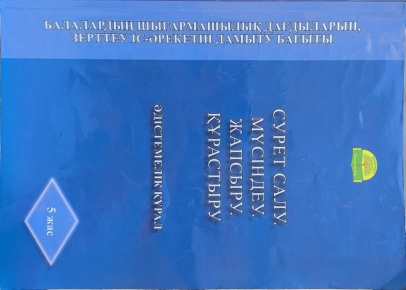 БАЛАЛАРДЫҢ ШЫҒАРМАШЫЛЫҚ ДАҒДЫЛАРЫН,
ЗЕРТТЕУ ІС-ӘРЕКЕТІН ДАМЫТУ БАҒЫТЫ
СУРЕТ САЛУ,
МҮСІНДЕУ,
ЖАПСЫРУ,
ҚҰРАСТЫРУ
ӘДІСТЕМЕЛІК ҚҰРАЛ
5 жас